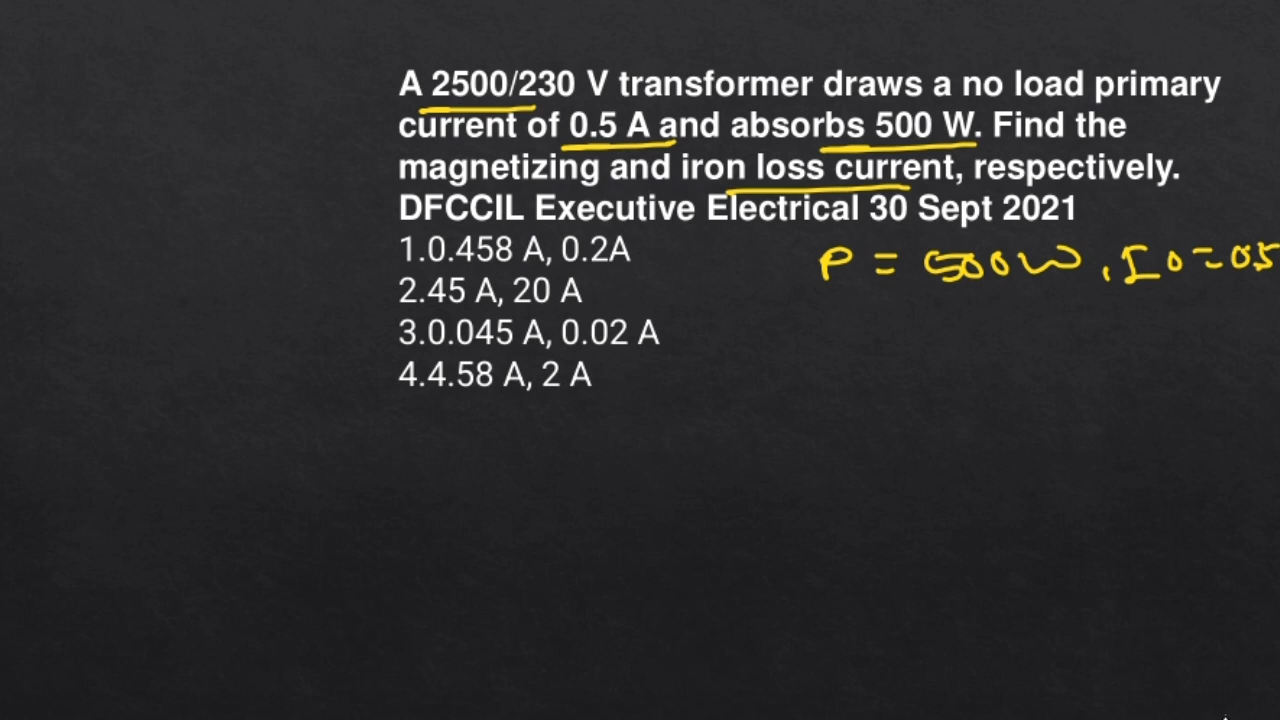 A 2500/230 V transformer draws a no load primary
current of 0.5 A and absorbs 500 W. Find the
magnetizing and iron loss current, respectively.
DFCCIL Executive Electrical 30 Sept 2021
1.0.458 A, 0.2A
P = 500W, I0=05
2.45 A, 20 A
3.0.045 A, 0.02 A
4.4.58 A, 2 A